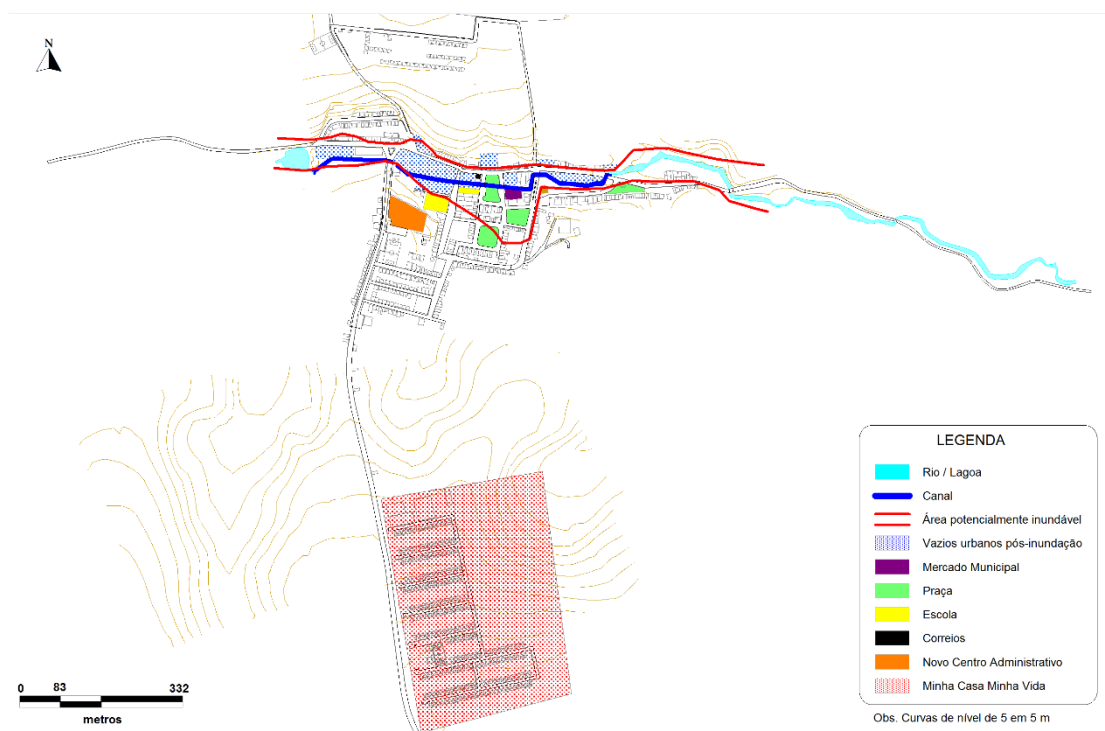 N
LEGENDA
Rio / Lagoa
Canal
Área potencialmente inundável
Vazios urbanos pós-inundação
Mercado Municipal
Praça
Escola
Correios
Novo Centro Administrativo
Minha Casa Minha Vida
0 83 332
metros
Obs. Curvas de nível de 5 em 5 m